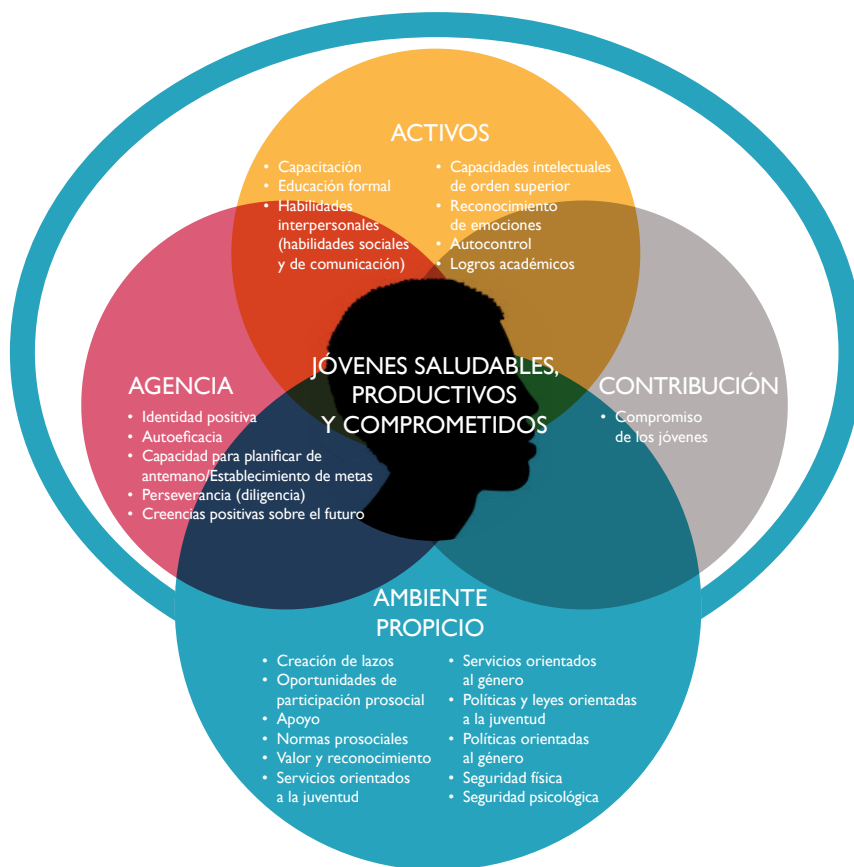 ACTIVOS
• Capacitación
• Educación formal
• Habilidades
interpersonales
(habilidades sociales
y de comunicación)
• Capacidades intelectuales
de orden superior
• Reconocimiento
de emociones
• Autocontrol
• Logros académicos
JÓVENES SALUDABLES,
PRODUCTIVOS
Y COMPROMETIDOS
AGENCIA
• Identidad positiva
• Autoeficacia
• Capacidad para planificar de
antemano/Establecimiento de metas
• Perseverancia (diligencia)
• Creencias positivas sobre el futuro
CONTRIBUCIÓN
• Compromiso
de los jóvenes
AMBIENTE
PROPICIO
• Creación de lazos
• Oportunidades de
participación prosocial
• Apoyo
• Normas prosociales
• Valor y reconocimiento
• Servicios orientados
a la juventud
• Servicios orientados
al género
• Políticas y leyes orientadas
a la juventud
• Políticas orientadas
al género
• Seguridad física
• Seguridad psicológica